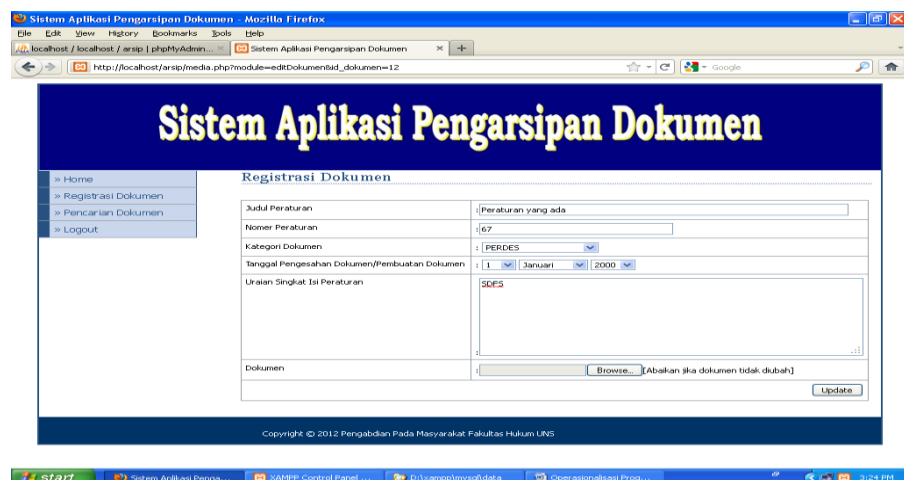 Sistem Aplikasi Pengarsipan Dokumen - Mozilla Firefox
File Edit View History Bookmarks Tools Help
localhost / localhost / arsip | phpMyAdmin... Sistem Aplikasi Pengarsipan Dokumen
http://localhost/arsip/media.php?module=editDokumen&id_dokumen=12 Google
Sistem Aplikasi Pengarsipan Dokumen
» Home
» Registrasi Dokumen
» Pencarian Dokumen
» Logout
Registrasi Dokumen
Judul Peraturan : Peraturan yang ada
Nomer Peraturan : 67
Kategori Dokumen : PERDES
Tanggal Pengesahan Dokumen/Pembuatan Dokumen : 1 Januari 2000
Uraian Singkat Isi Peraturan : SDFS
Dokumen : Browse... [Abaikan jika dokumen tidak diubah]
Update
Copyright © 2012 Pengabdian Pada Masyarakat Fakultas Hukum UNS
start Sistem Aplikasi Penga... XAMPP Control Panel ... D:\xampp\mysql\data Operasionalisasi Prog... 3:24 PM